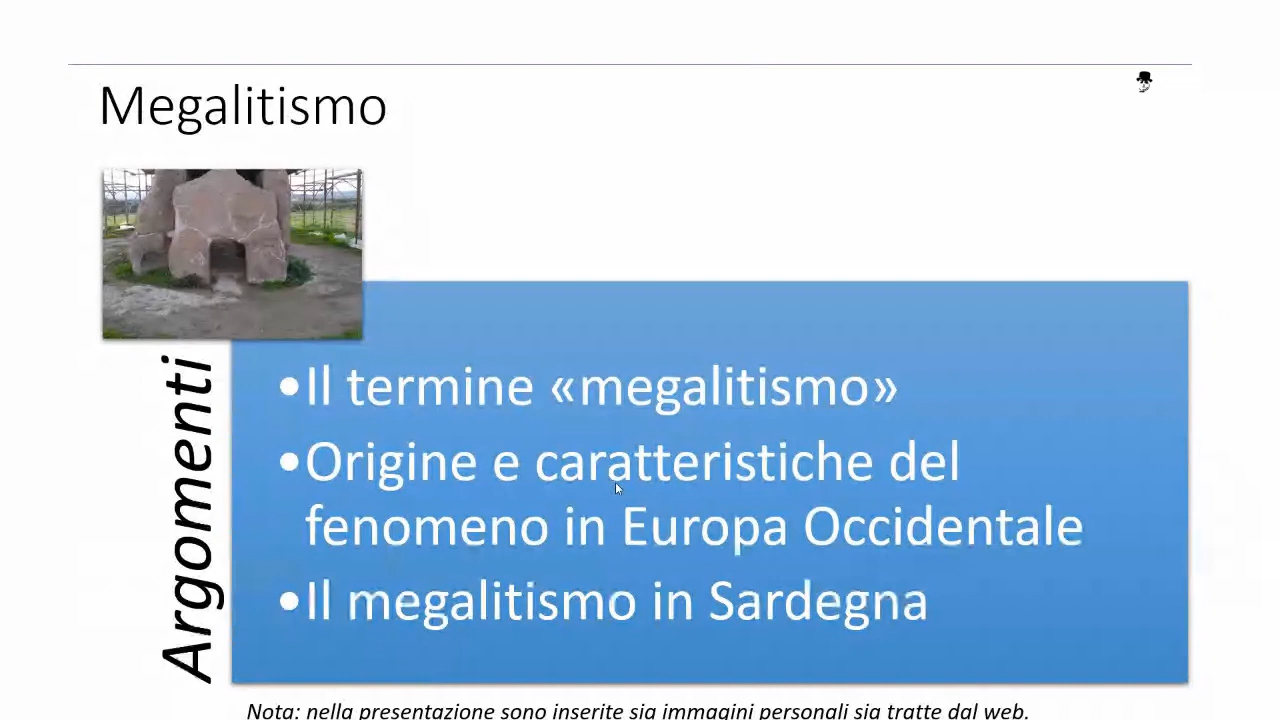 Megalitismo
Argomenti
•Il termine «megalitismo»
•Origine e caratteristiche del
fenomeno in Europa Occidentale
•Il megalitismo in Sardegna
Nota: nella presentazione sono inserite sia immagini personali sia tratte dal web.